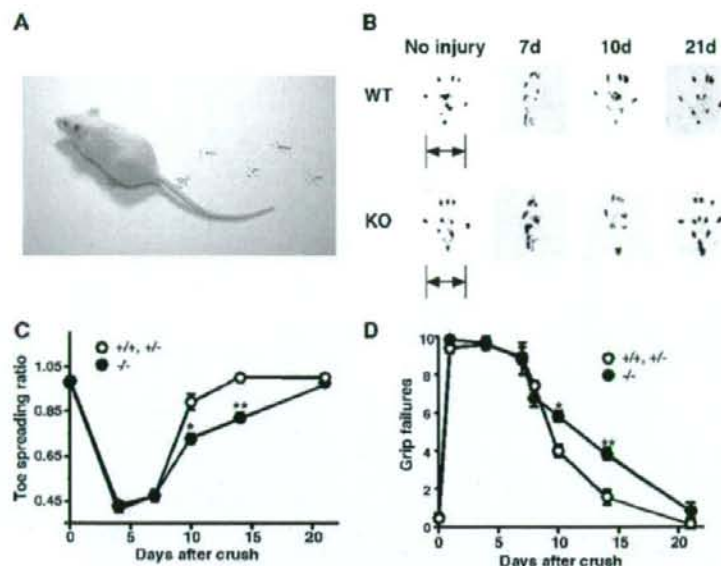 A
B
No injury 7d 10d 21d
WT
KO
C
+/+, +/-
-/-
Toe spreading ratio
1.05
0.85
0.65
0.45
*
**
0 5 10 15 20
Days after crush
D
+/+, +/-
-/-
Grip failures
10
8
6
4
2
0
*
**
0 5 10 15 20
Days after crush